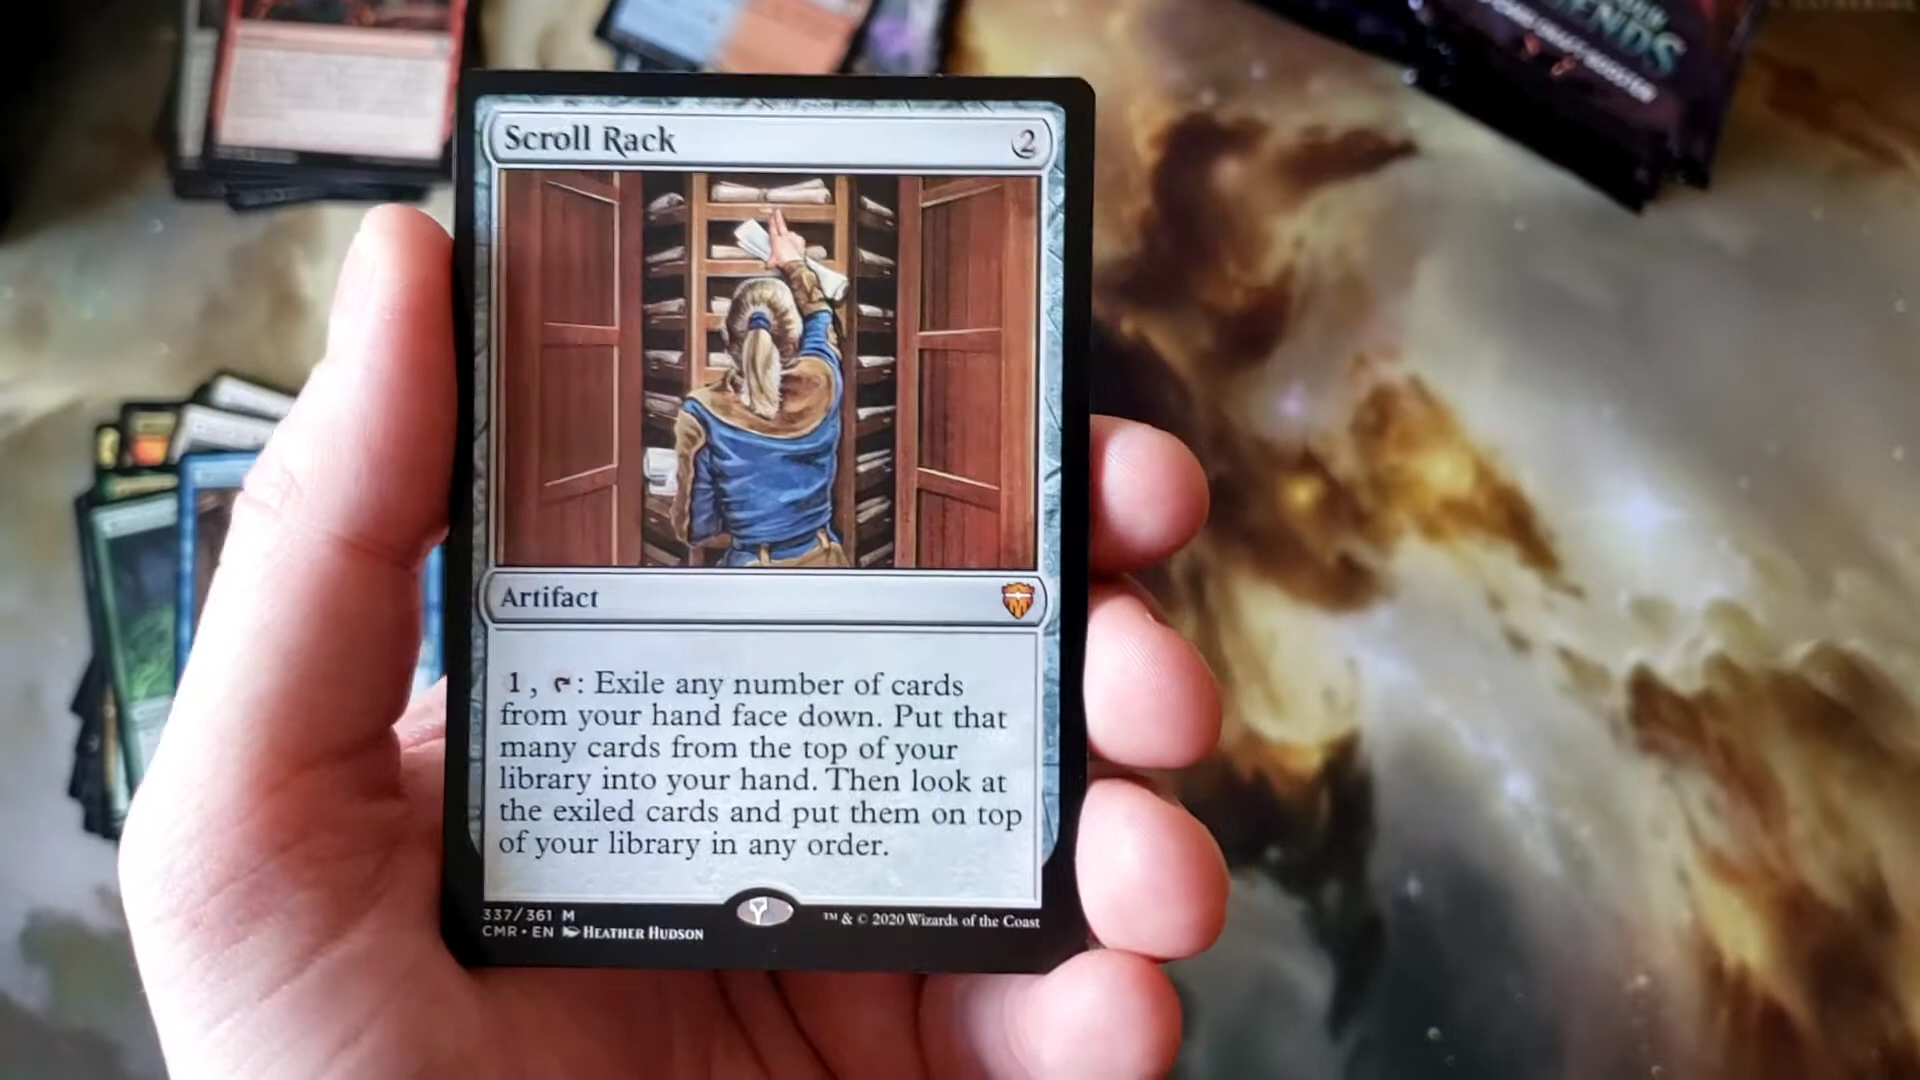 Scroll Rack 2
Artifact
1, : Exile any number of cards
from your hand face down. Put that
many cards from the top of your
library into your hand. Then look at
the exiled cards and put them on top
of your library in any order.
337/361 M
CMR • EN HEATHER HUDSON
™ & © 2020 Wizards of the Coast